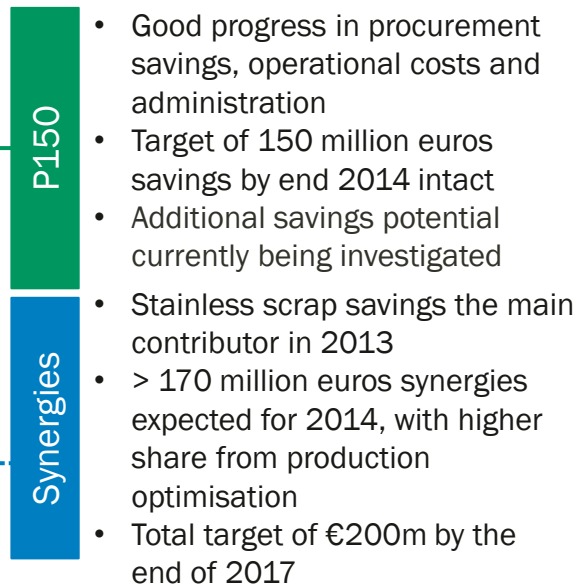 P150
• Good progress in procurement
savings, operational costs and
administration
• Target of 150 million euros
savings by end 2014 intact
• Additional savings potential
currently being investigated
Synergies
• Stainless scrap savings the main
contributor in 2013
• > 170 million euros synergies
expected for 2014, with higher
share from production
optimisation
• Total target of €200m by the
end of 2017